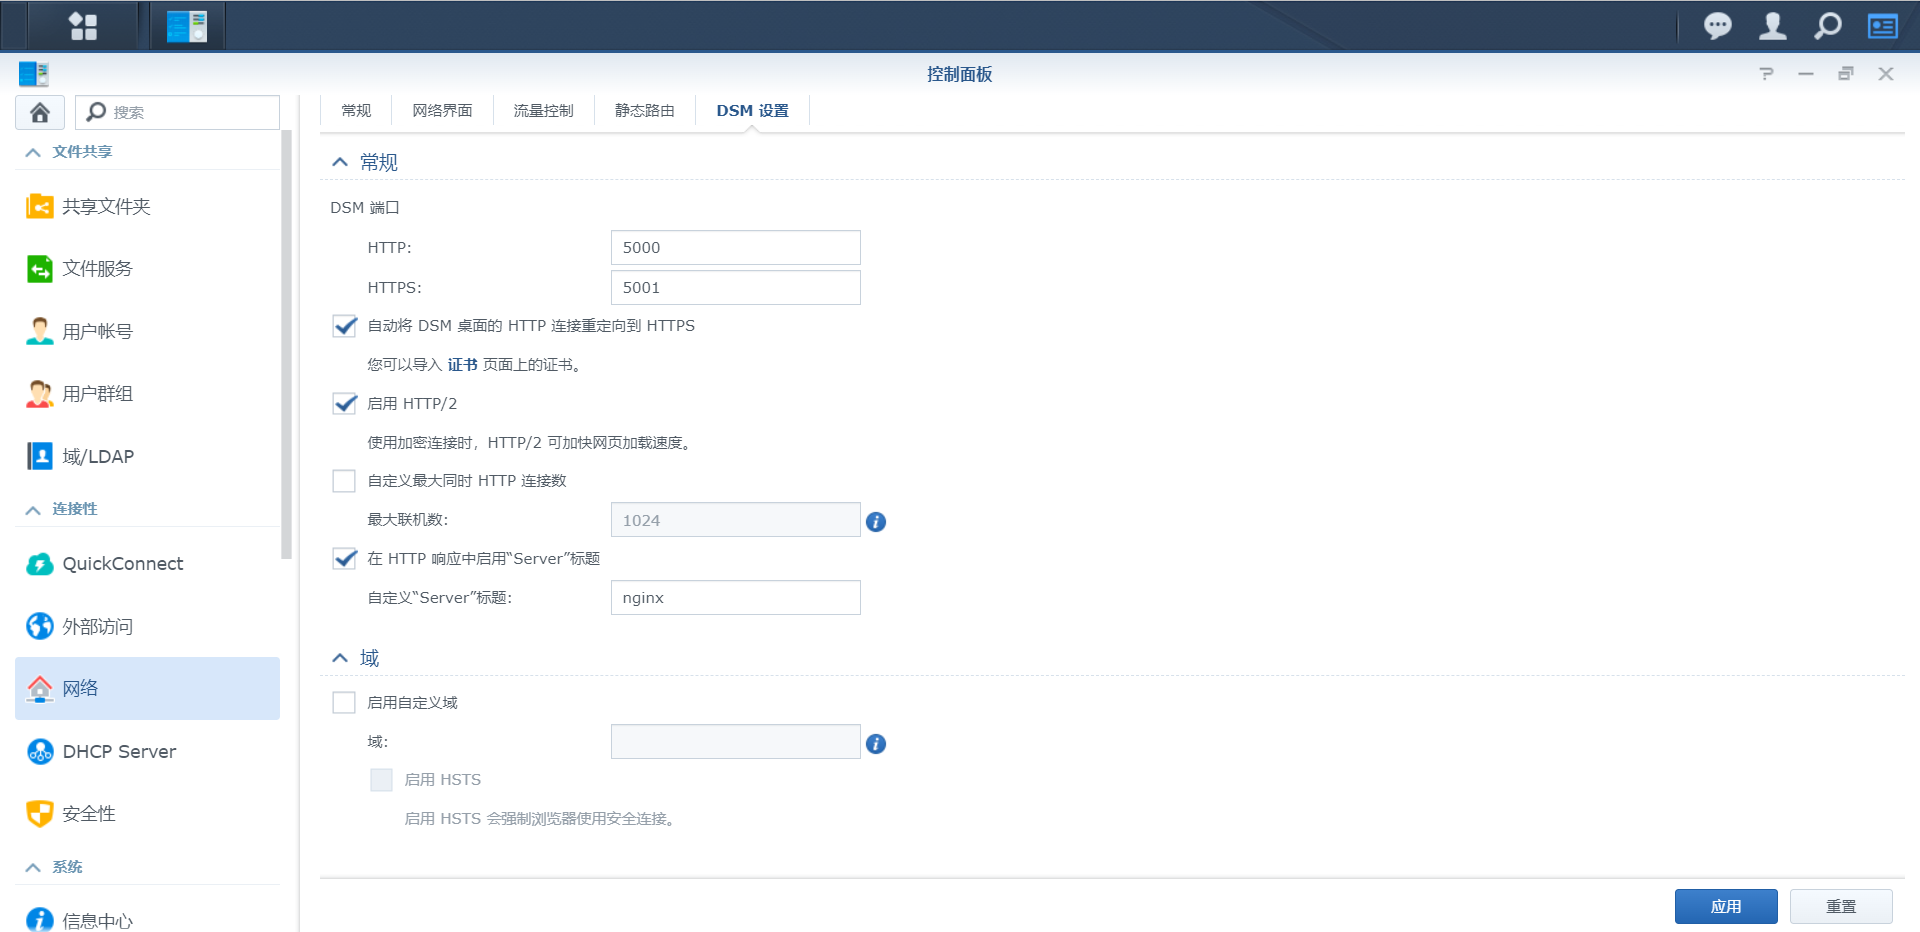 控制面板
搜索
文件共享
共享文件夹
文件服务
用户帐号
用户群组
域/LDAP
连接性
QuickConnect
外部访问
网络
DHCP Server
安全性
系统
信息中心
常规 网络界面 流量控制 静态路由 DSM 设置
常规
DSM 端口
HTTP: 5000
HTTPS: 5001
自动将 DSM 桌面的 HTTP 连接重定向到 HTTPS
您可以导入 证书 页面上的证书。
启用 HTTP/2
使用加密连接时，HTTP/2 可加快网页加载速度。
自定义最大同时 HTTP 连接数
最大联机数: 1024
在 HTTP 响应中启用“Server”标题
自定义“Server”标题: nginx
域
启用自定义域
域:
启用 HSTS
启用 HSTS 会强制浏览器使用安全连接。
应用 重置